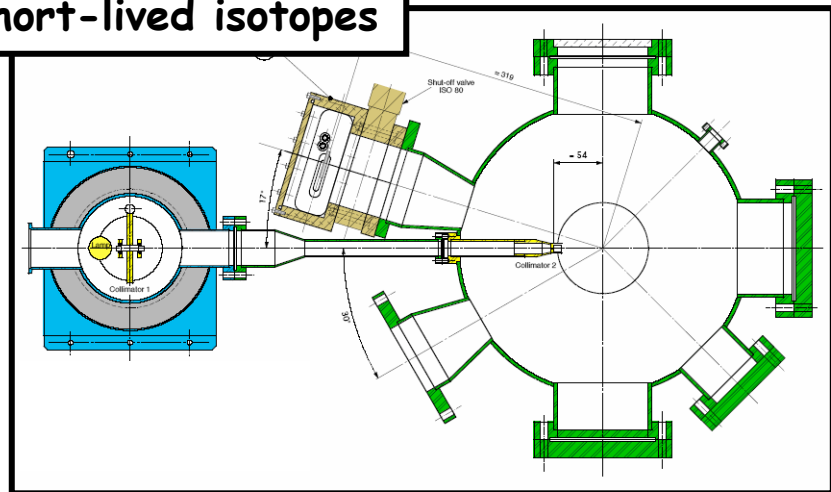 hort-lived isotopes
Shut-off valve
ISO 80
≈ 319
≈ 54
17°
Lamp
Collimator 1
Collimator 2
30°